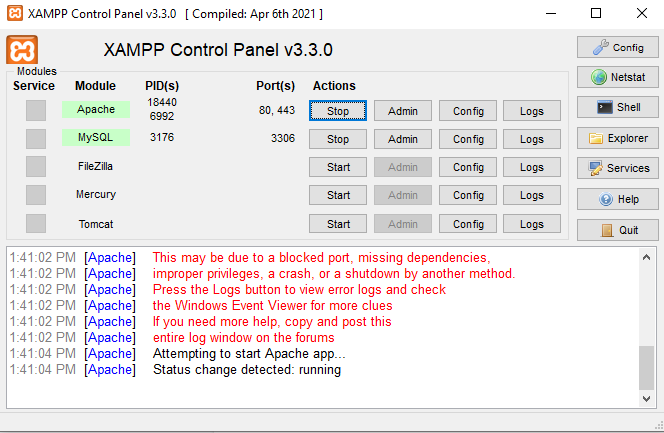 XAMPP Control Panel v3.3.0 [ Compiled: Apr 6th 2021 ]
XAMPP Control Panel v3.3.0
Config
Modules
Service Module PID(s) Port(s) Actions
Netstat
Apache 18440 6992 80, 443 Stop Admin Config Logs
Shell
MySQL 3176 3306 Stop Admin Config Logs
Explorer
FileZilla Start Admin Config Logs
Services
Mercury Start Admin Config Logs
Help
Tomcat Start Admin Config Logs
Quit
1:41:02 PM [Apache] This may be due to a blocked port, missing dependencies,
1:41:02 PM [Apache] improper privileges, a crash, or a shutdown by another method.
1:41:02 PM [Apache] Press the Logs button to view error logs and check
1:41:02 PM [Apache] the Windows Event Viewer for more clues
1:41:02 PM [Apache] If you need more help, copy and post this
1:41:02 PM [Apache] entire log window on the forums
1:41:04 PM [Apache] Attempting to start Apache app...
1:41:04 PM [Apache] Status change detected: running